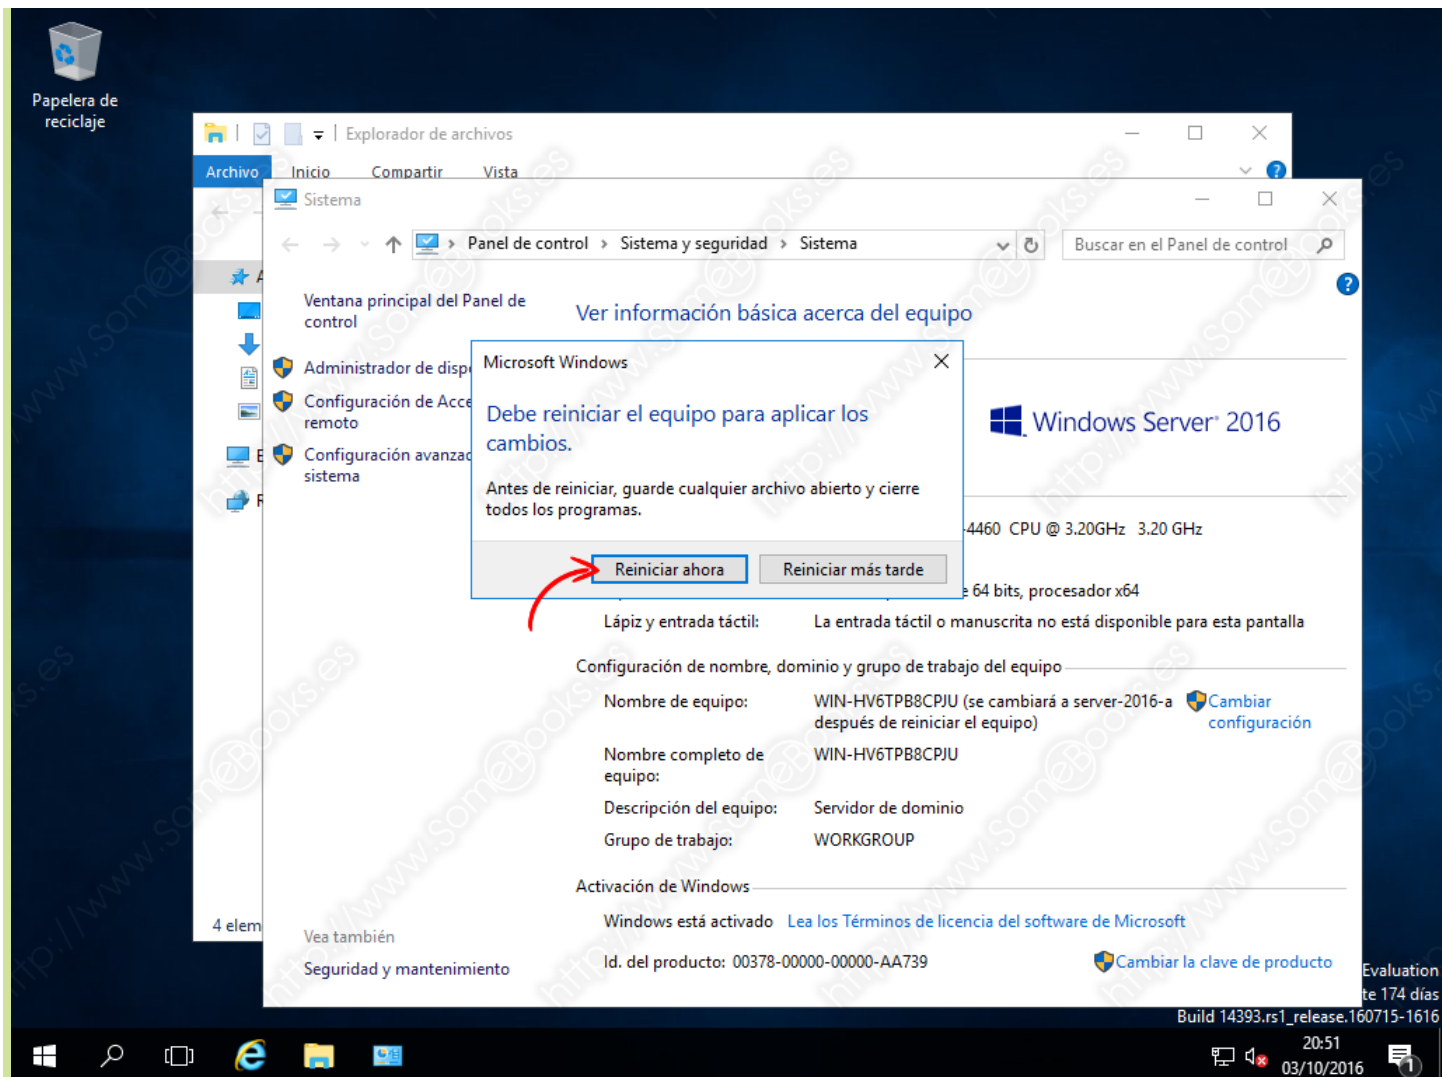 Papelera de
reciclaje
Explorador de archivos
Archivo
Inicio
Compartir
Vista
Sistema
Panel de control
Sistema y seguridad
Sistema
Buscar en el Panel de control
Ventana principal del Panel de
control
Ver información básica acerca del equipo
Administrador de
Configuración de
remoto
Configuración
sistema
Microsoft Windows
Debe reiniciar el equipo para aplicar los
cambios.
Antes de reiniciar, guarde cualquier archivo abierto y cierre
todos los programas.
Reiniciar ahora
Reiniciar más tarde
Windows Server® 2016
-4460 CPU @ 3.20GHz 3.20 GHz
64 bits, procesador x64
Lápiz y entrada táctil:
La entrada táctil o manuscrita no está disponible para esta pantalla
Configuración de nombre, dominio y grupo de trabajo del equipo
Nombre de equipo:
WIN-HV6TPB8CPJU (se cambiará a server-2016-a
después de reiniciar el equipo)
Cambiar
configuración
Nombre completo de
equipo:
WIN-HV6TPB8CPJU
Descripción del equipo:
Servidor de dominio
Grupo de trabajo:
WORKGROUP
Activación de Windows
Windows está activado
Lea los Términos de licencia del software de Microsoft
Id. del producto: 00378-00000-00000-AA739
Cambiar la clave de producto
4 elem
Vea también
Seguridad y mantenimiento
Evaluation
174 días
Build 14393.rs1_release.160715-1616
20:51
03/10/2016
1
http://www.SomeBooks.es